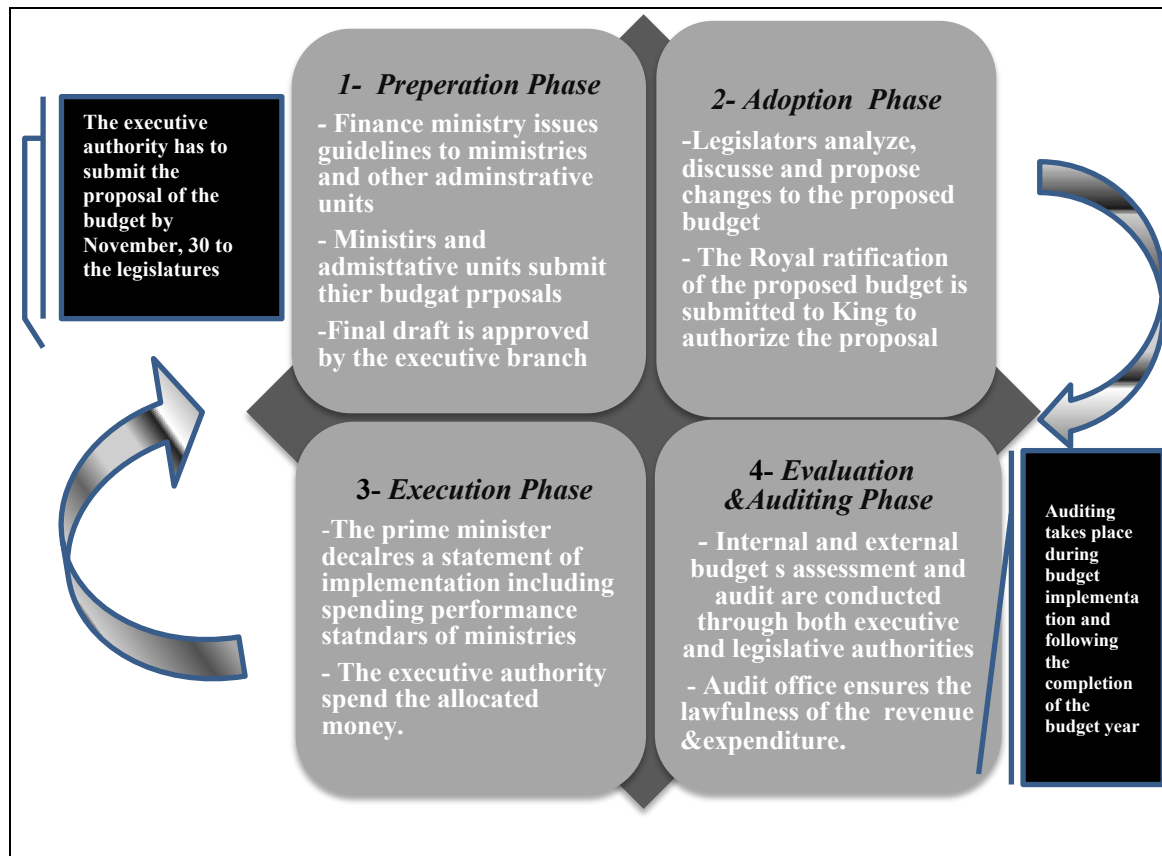 The executive
authority has to
submit the
proposal of the
budget by
November, 30 to
the legislatures
1-  Preperation Phase
- Finance ministry issues
guidelines to mimistries
and other adminstrative
units
- Ministirs and
admisttative units submit
thier budgat prposals
-Final draft is approved
by the executive branch
2- Adoption  Phase
-Legislators analyze,
discusse and propose
changes to the proposed
budget
- The Royal ratification
of the proposed budget is
submitted to King to
authorize the proposal
3- Execution Phase
-The prime minister
decalres a statement of
implementation including
spending performance
statndars of ministries
- The executive authority
spend the allocated
money.
4- Evaluation
&Auditing Phase
- Internal and external
budget s assessment and
audit are conducted
through both executive
and legislative authorities
- Audit office ensures the
lawfulness of the  revenue
&expenditure.
Auditing
takes place
during
budget
implementa
tion and
following
the
completion
of the
budget year